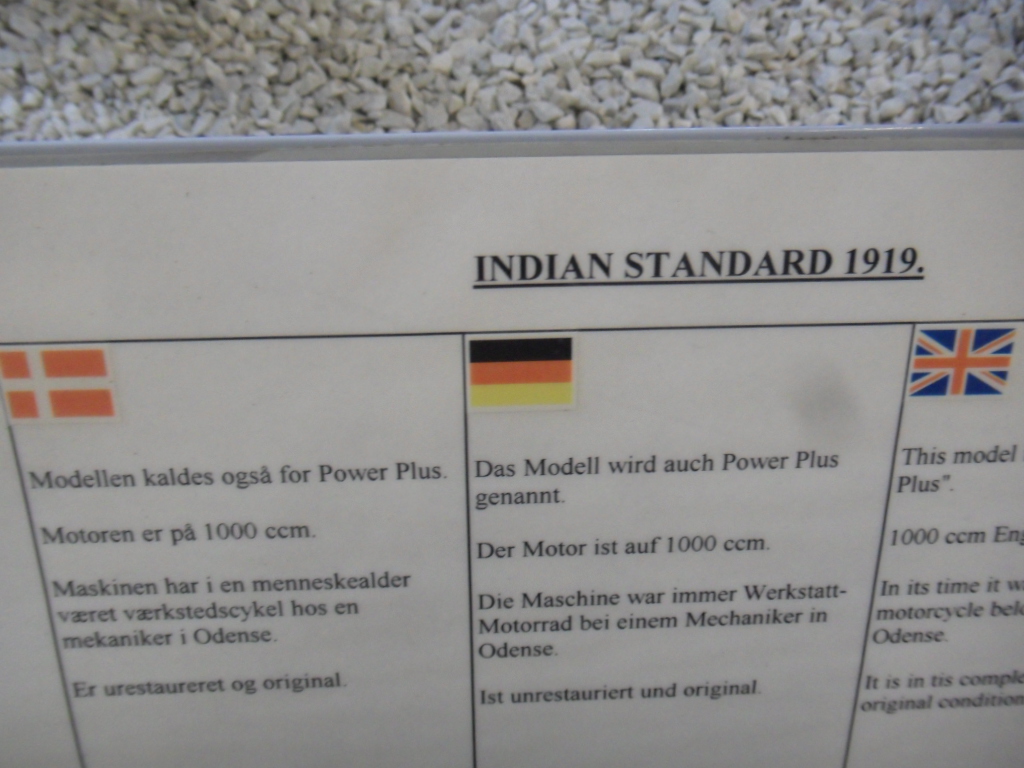 INDIAN STANDARD 1919.
Modellen kaldes også for Power Plus.
Motoren er på 1000 ccm.
Maskinen har i en menneskealder
været værkstedscykel hos en
mekaniker i Odense.
Er urestaureret og original.
Das Modell wird auch Power Plus
genannt.
Der Motor ist auf 1000 ccm.
Die Maschine war immer Werkstatt-
Motorrad bei einem Mechaniker in
Odense.
Ist unrestauriert und original.
This model
Plus".
1000 ccm
In its time it
motorcycle
Odense.
It is in tis
original